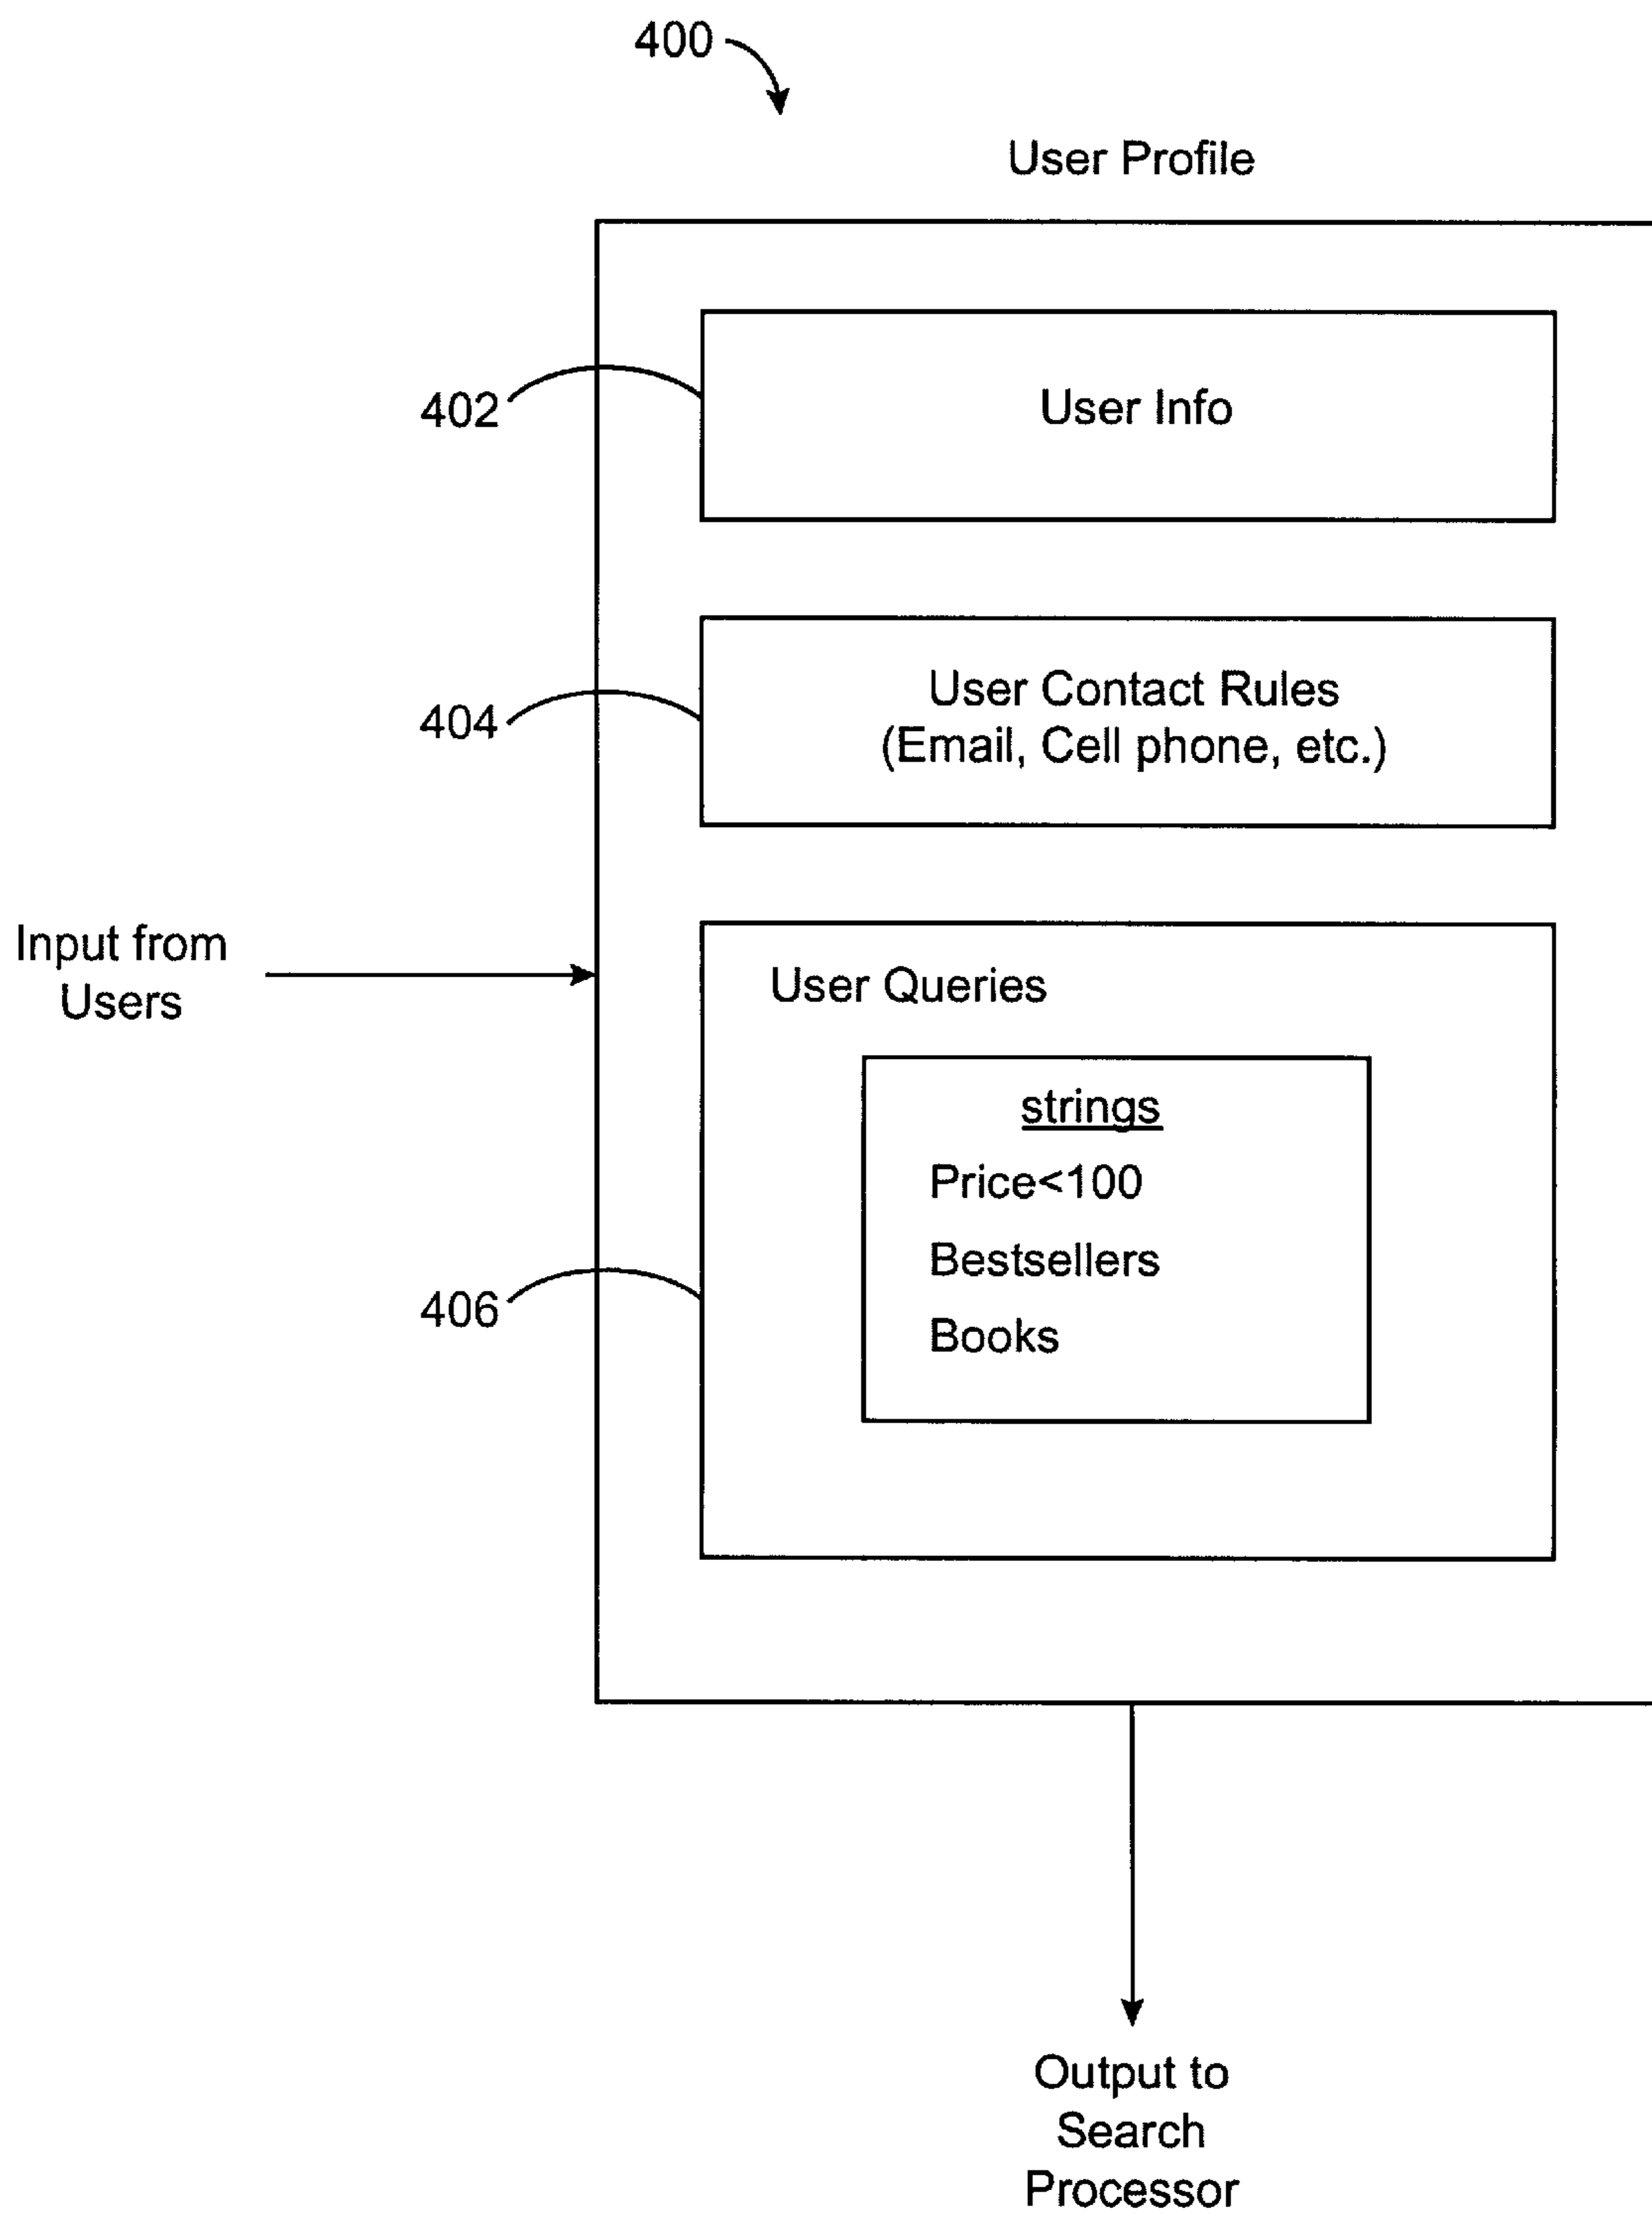 400
User Profile
402
User Info
404
User Contact Rules
(Email, Cell phone, etc.)
Input from
Users
User Queries
strings
Price<100
Bestsellers
406
Books
Output to
Search
Processor